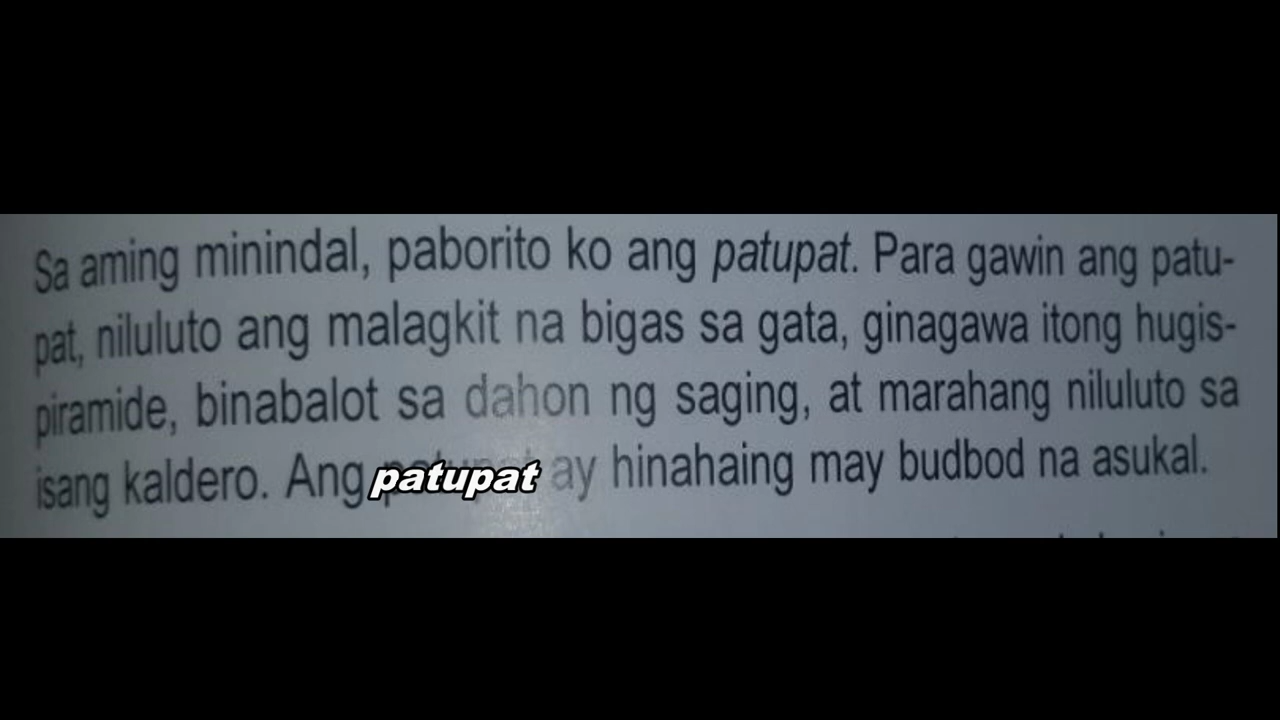 Sa aming minindal, paborito ko ang patupat. Para gawin ang patu-
pat, niluluto ang malagkit na bigas sa gata, ginagawa itong hugis-
piramide, binabalot sa dahon ng saging, at marahang niluluto sa
isang kaldero. Ang patupat ay hinahaing may budbod na asukal.